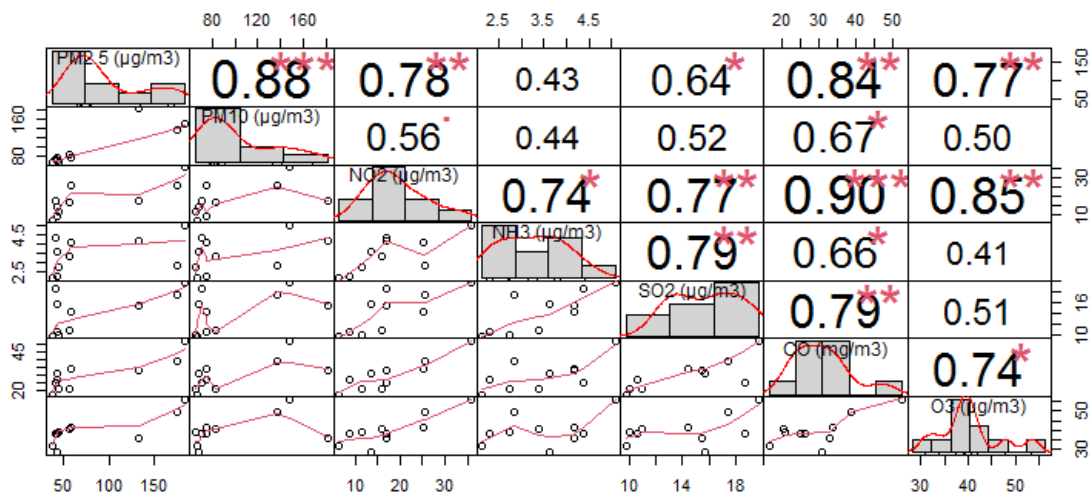 80 120 160
2.5 3.5 4.5
20 30 40 50
PM2.5 (µg/m3)
0.88***
0.78**
0.43
0.64*
0.84**
0.77**
50 150
80 160
PM10 (µg/m3)
0.56.
0.44
0.52
0.67*
0.50
NO2 (µg/m3)
0.74*
0.77**
0.90***
0.85**
10 30
2.5 4.5
NH3 (µg/m3)
0.79**
0.66*
0.41
SO2 (µg/m3)
0.79**
0.51
10 16
20 45
CO (mg/m3)
0.74*
O3 (µg/m3)
30 50
50 100 150
10 20 30
10 14 18
30 40 50